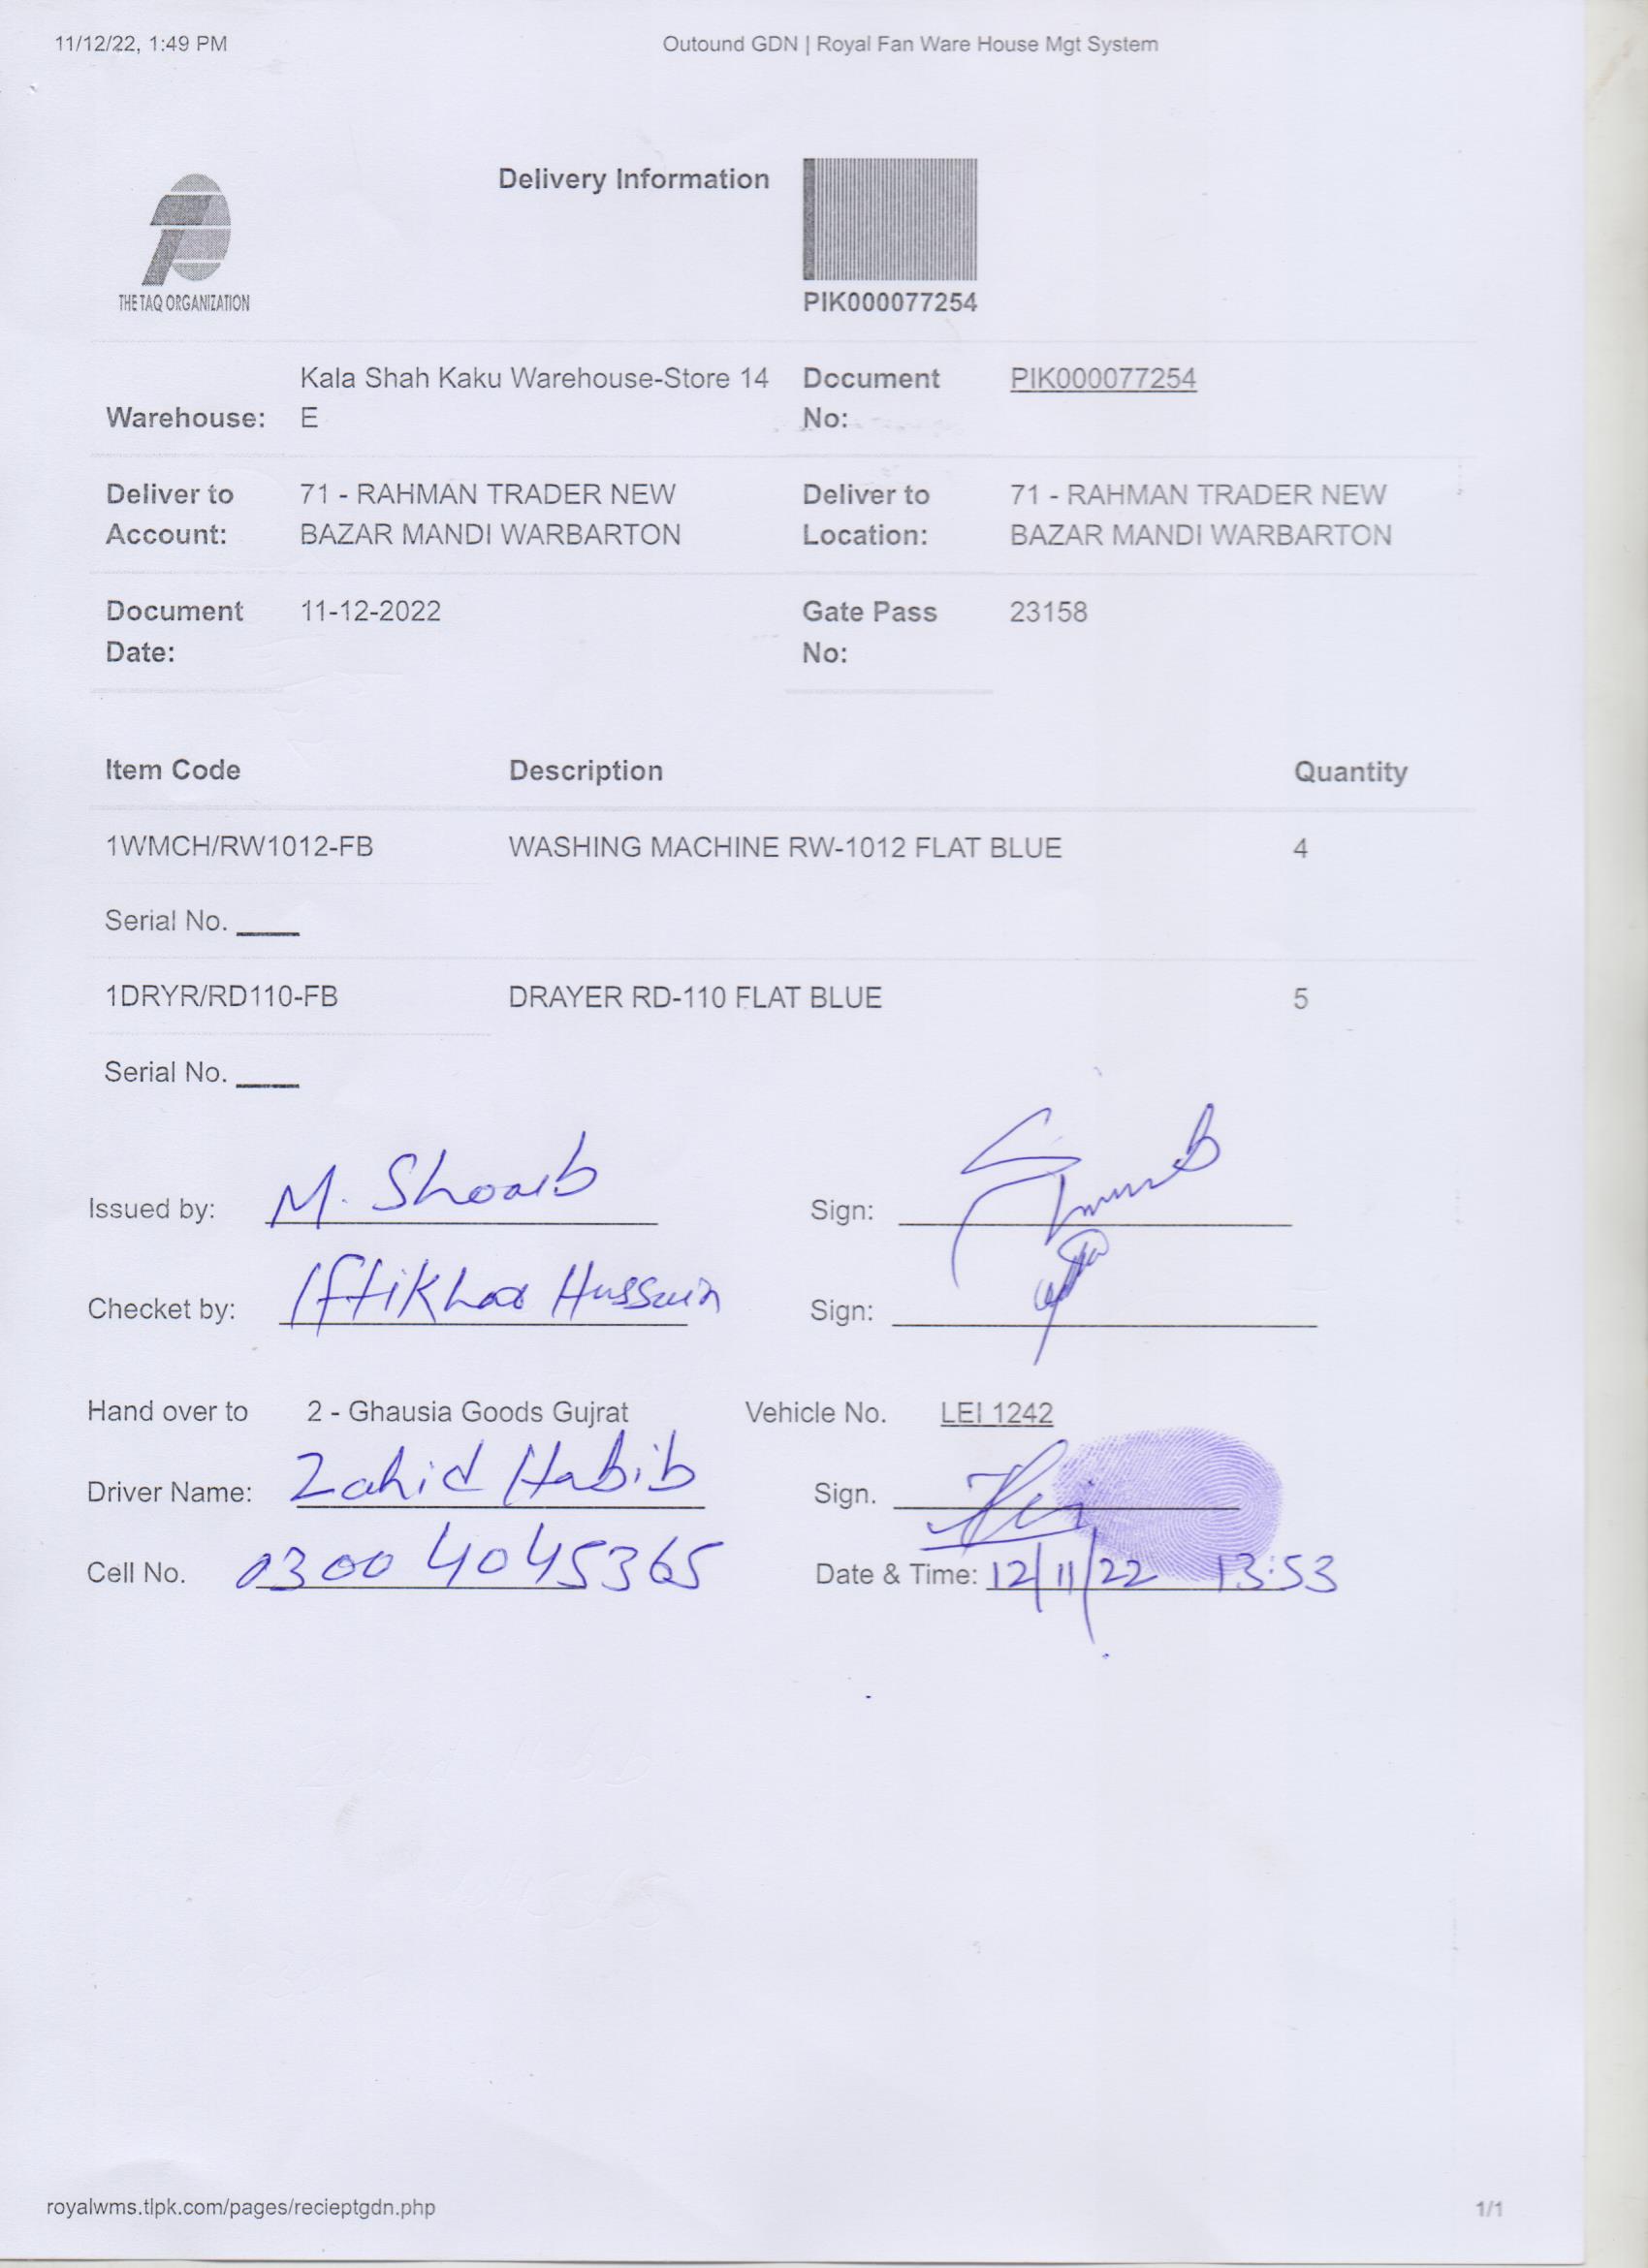 11/12/22, 1:49 PM Outound GDN | Royal Fan Ware House Mgt System
Delivery Information
THE TAQ ORGANIZATION
PIK000077254
Kala Shah Kaku Warehouse-Store 14 Document PIK000077254
Warehouse: E No:
Deliver to 71 - RAHMAN TRADER NEW Deliver to 71 - RAHMAN TRADER NEW
Account: BAZAR MANDI WARBARTON Location: BAZAR MANDI WARBARTON
Document 11-12-2022 Gate Pass 23158
Date: No:
Item Code Description Quantity
1WMCH/RW1012-FB WASHING MACHINE RW-1012 FLAT BLUE 4
Serial No.
1DRYR/RD110-FB DRAYER RD-110 FLAT BLUE 5
Serial No.
Issued by: M. Shoaib Sign:
Checket by: Iftikhar Hussain Sign:
Hand over to 2 - Ghausia Goods Gujrat Vehicle No. LEI 1242
Driver Name: Zahid Habib Sign.
Cell No. 0300 4045365 Date & Time: 12/11/22 13:53
royalwms.tlpk.com/pages/recieptgdn.php 1/1